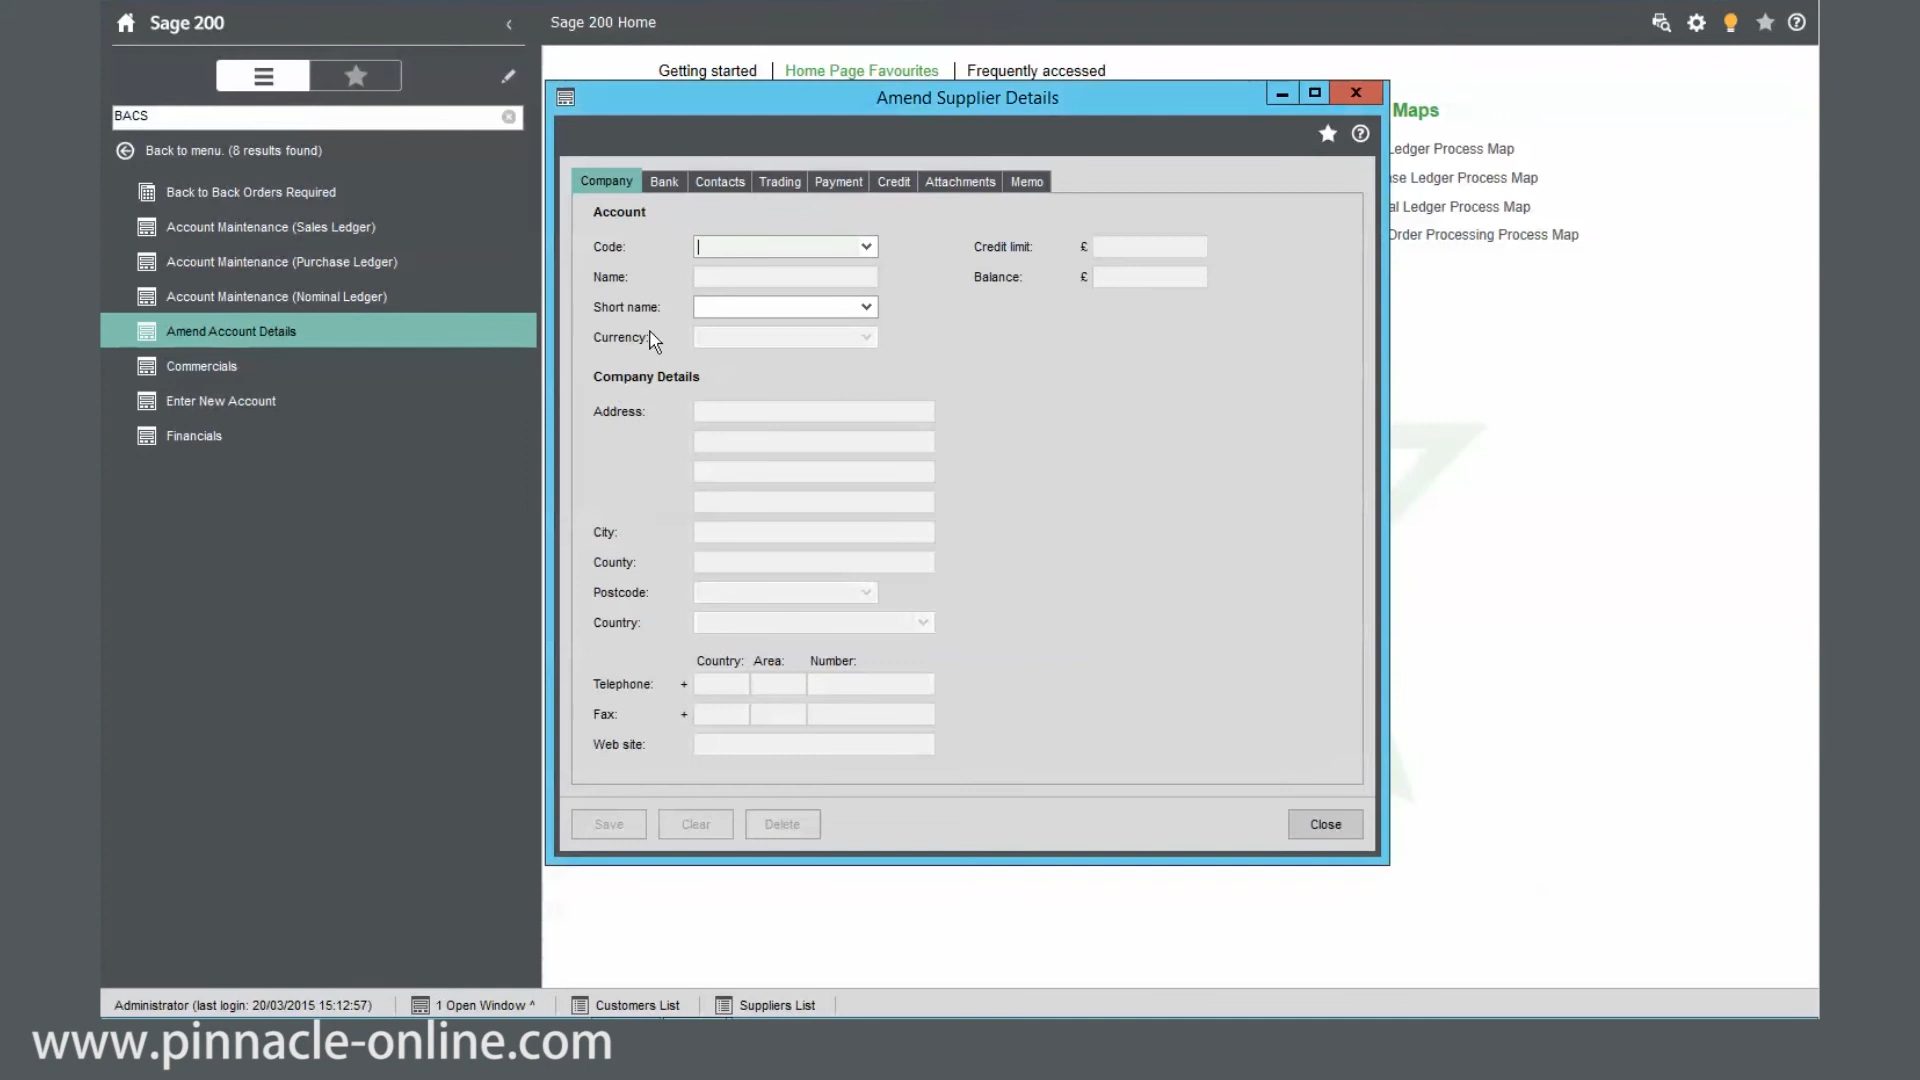 Sage 200
Sage 200 Home
BACS
Back to menu. (8 results found)
Back to Back Orders Required
Account Maintenance (Sales Ledger)
Account Maintenance (Purchase Ledger)
Account Maintenance (Nominal Ledger)
Amend Account Details
Commercials
Enter New Account
Financials
Getting started
Home Page Favourites
Frequently accessed
Maps
Ledger Process Map
se Ledger Process Map
al Ledger Process Map
Order Processing Process Map
Amend Supplier Details
Company Bank Contacts Trading Payment Credit Attachments Memo
Account
Code:
Credit limit: £
Name:
Balance: £
Short name:
Currency:
Company Details
Address:
City:
County:
Postcode:
Country:
Country: Area: Number:
Telephone: +
Fax: +
Web site:
Save Clear Delete Close
Administrator (last login: 20/03/2015 15:12:57) 1 Open Window ^ Customers List Suppliers List
www.pinnacle-online.com